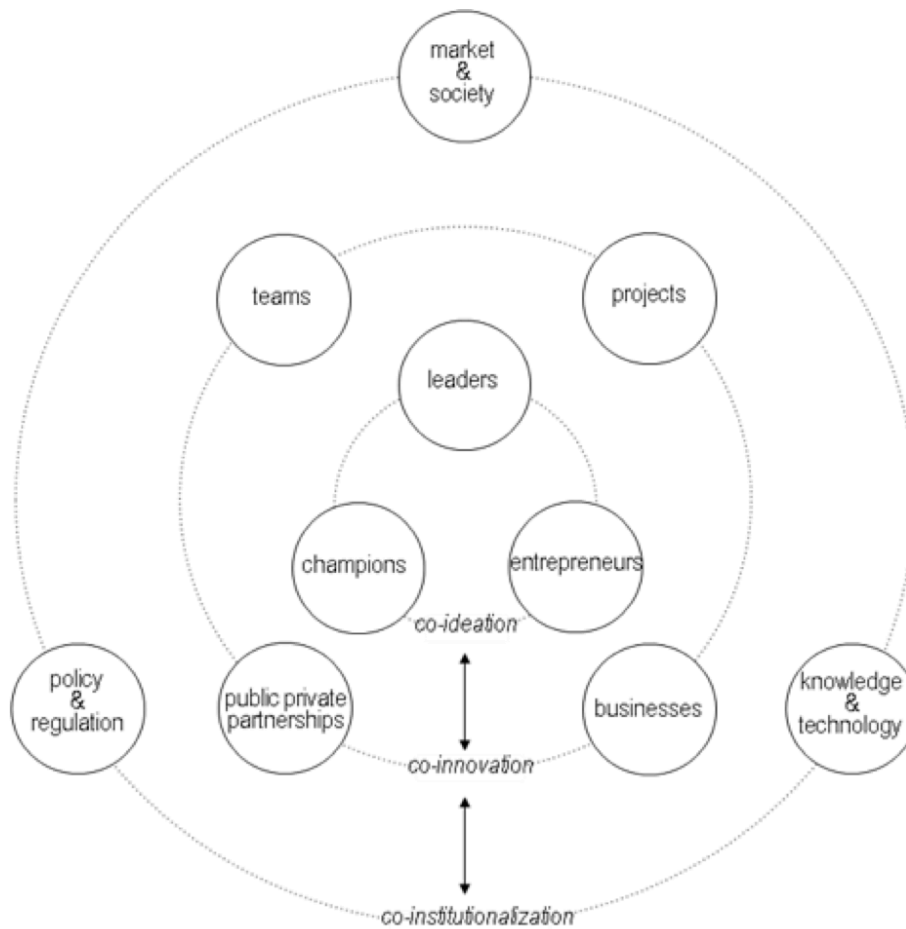 market
&
society
teams
projects
leaders
champions
entrepreneurs
co-ideation
policy
&
regulation
public private
partnerships
businesses
knowledge
&
technology
co-innovation
co-institutionalization